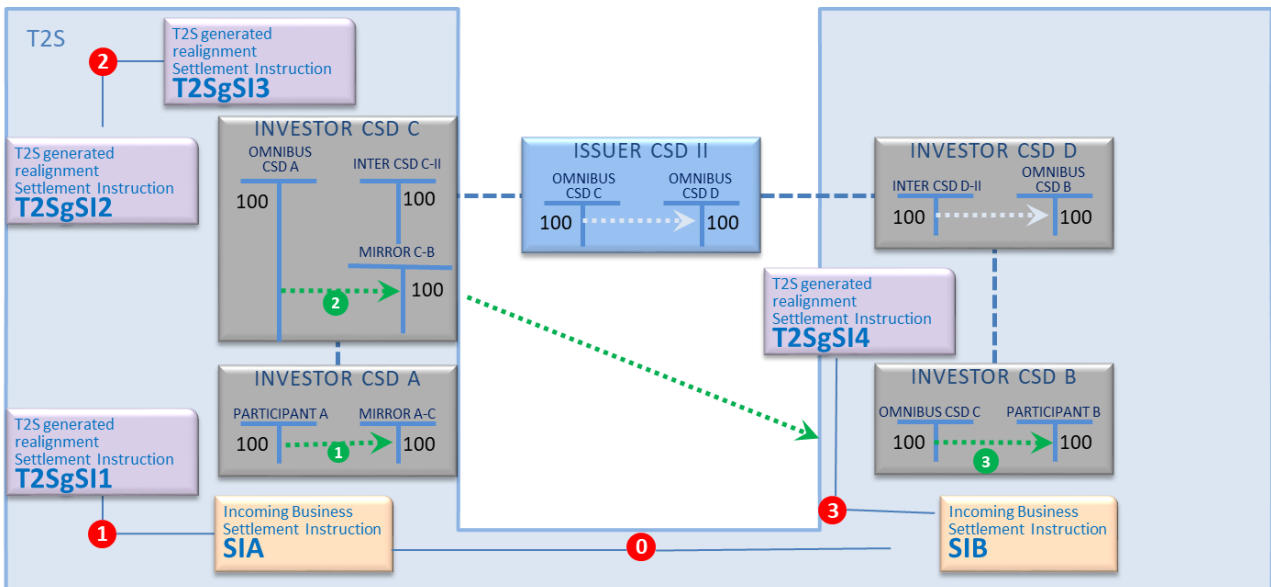 T2S
T2S generated
realignment
Settlement Instruction
T2SgSI3
2
T2S generated
realignment
Settlement Instruction
T2SgSI2
INVESTOR CSD C
OMNIBUS
CSD A
INTER CSD C-II
100
100
MIRROR C-B
100
2
ISSUER CSD II
OMNIBUS
CSD C
OMNIBUS
CSD D
100
100
INVESTOR CSD D
INTER CSD D-II
OMNIBUS
CSD B
100
100
T2S generated
realignment
Settlement Instruction
T2SgSI4
INVESTOR CSD A
PARTICIPANT A
MIRROR A-C
100
100
1
INVESTOR CSD B
OMNIBUS CSD C
PARTICIPANT B
100
100
3
T2S generated
realignment
Settlement Instruction
T2SgSI1
1
Incoming Business
Settlement Instruction
SIA
0
3
Incoming Business
Settlement Instruction
SIB